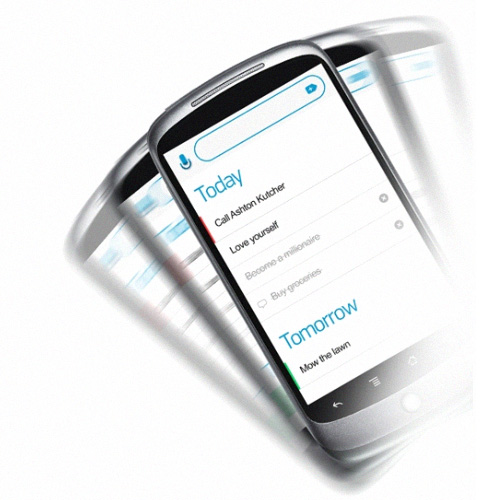 Today
Call Ashton Kutcher
Love yourself
Become a millionaire
Buy groceries
Tomorrow
Mow the lawn